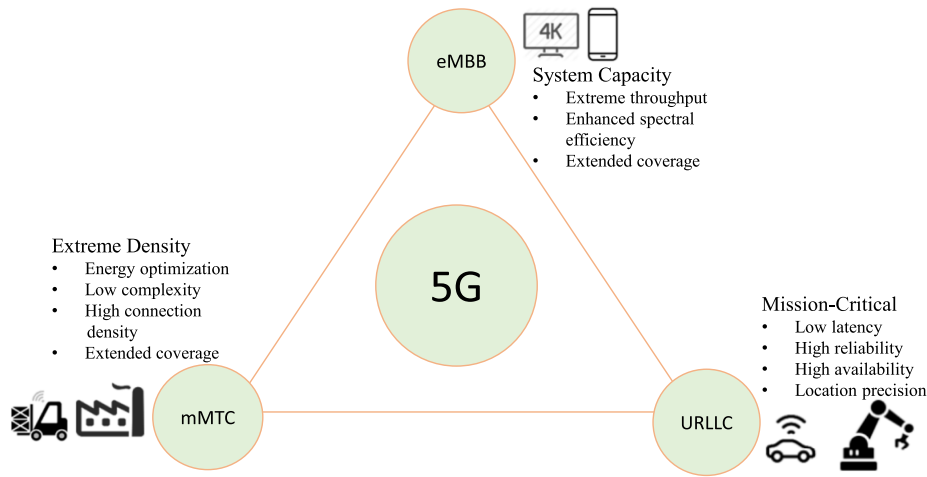 4K
eMBB
System Capacity
• Extreme throughput
• Enhanced spectral
efficiency
• Extended coverage
5G
Extreme Density
• Energy optimization
• Low complexity
• High connection
density
• Extended coverage
mMTC
Mission-Critical
• Low latency
• High reliability
• High availability
• Location precision
URLLC